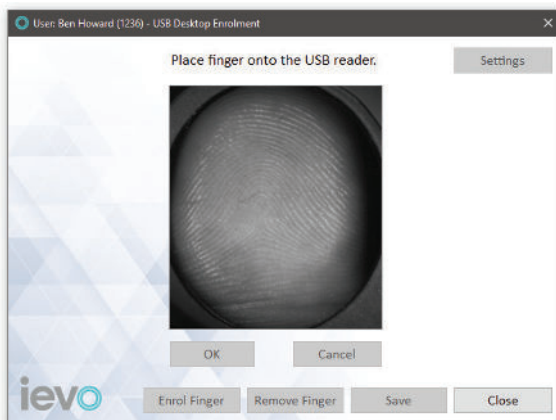 User: Ben Howard (1236) - USB Desktop Enrolment
Place finger onto the USB reader.
Settings
OK
Cancel
ievo
Enrol Finger
Remove Finger
Save
Close